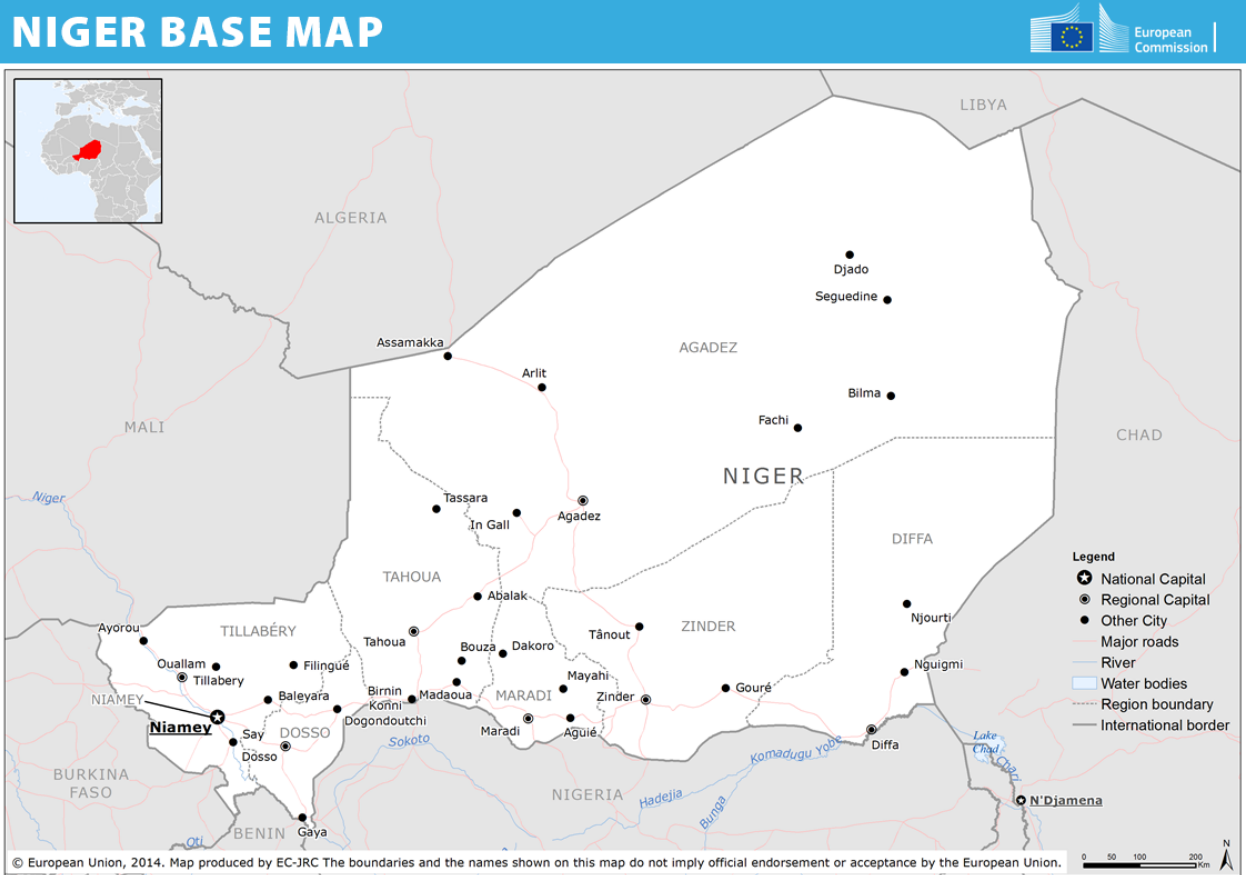 NIGER BASE MAP
European
Commission
LIBYA
ALGERIA
Djado
Seguedine
Assamakka
AGADEZ
Arlit
Bilma
Fachi
MALI
CHAD
NIGER
Niger
Tassara
In Gall
Agadez
DIFFA
Legend
TAHOUA
National Capital
Abalak
Regional Capital
Njourti
Other City
Ayorou
TILLABÉRY
Tahoua
Tânout
ZINDER
Major roads
Bouza
Dakoro
Ouallam
Filingué
Nguigmi
River
Tillabery
Mayahi
Water bodies
NIAMEY
Baleyara
Birnin
Konni
Madaoua
MARADI
Zinder
Gouré
Region boundary
Niamey
Dogondoutchi
International border
Say
DOSSO
Maradi
Aguié
Dosso
Sokoto
Diffa
Lake
Chad
Komadugu Yobe
Chari
BURKINA
FASO
NIGERIA
Hadejia
Bunga
N'Djamena
Gaya
BENIN
Oti
N
© European Union, 2014. Map produced by EC-JRC The boundaries and the names shown on this map do not imply official endorsement or acceptance by the European Union.
0 50 100 200
Km